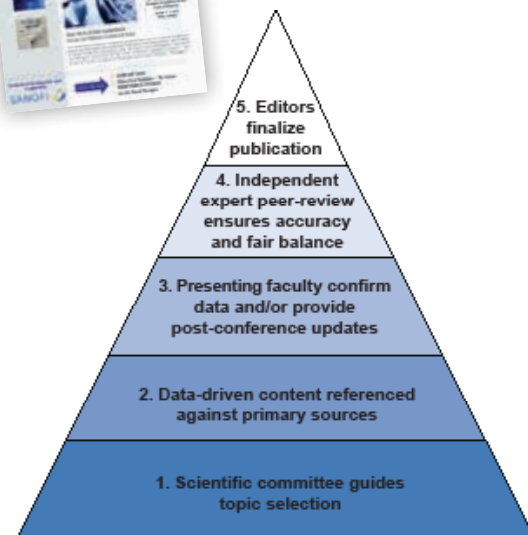 SANOFI
5. Editors
finalize
publication
4. Independent
expert peer-review
ensures accuracy
and fair balance
3. Presenting faculty confirm
data and/or provide
post-conference updates
2. Data-driven content referenced
against primary sources
1. Scientific committee guides
topic selection